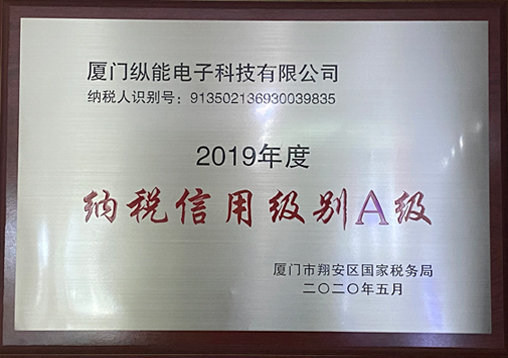 厦门纵能电子科技有限公司
纳税人识别号：913502136930039835
2019年度
纳税信用级别A级
厦门市翔安区国家税务局
二〇二〇年五月